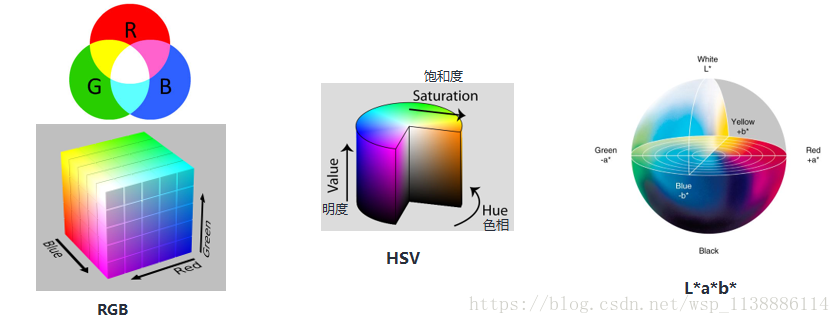 R
G
B
Blue
Red
Green
RGB
饱和度
Saturation
Value
明度
Hue
色相
HSV
White
L*
Yellow
+b*
Green
-a*
Red
+a*
Blue
-b*
Black
L*a*b*
https://blog.csdn.net/wsp_1138886114